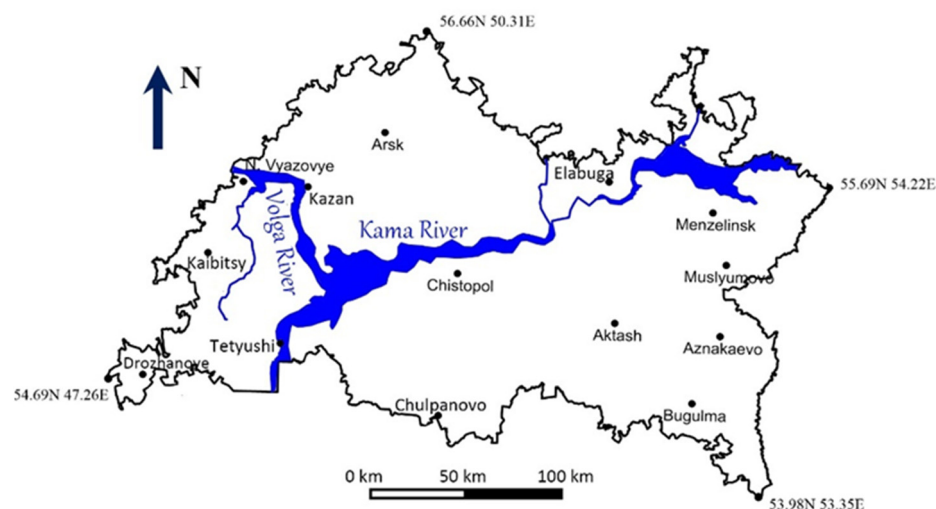 56.66N 50.31E
N
Arsk
N. Vyazovye
Elabuga
Kazan
55.69N 54.22E
Volga River
Kama River
Menzelinsk
Kaibitsy
Muslyumovo
Chistopol
Aktash
Tetyushi
Aznakaevo
Drozhanove
54.69N 47.26E
Chulpanovo
Bugulma
0 km 50 km 100 km
53.98N 53.35E